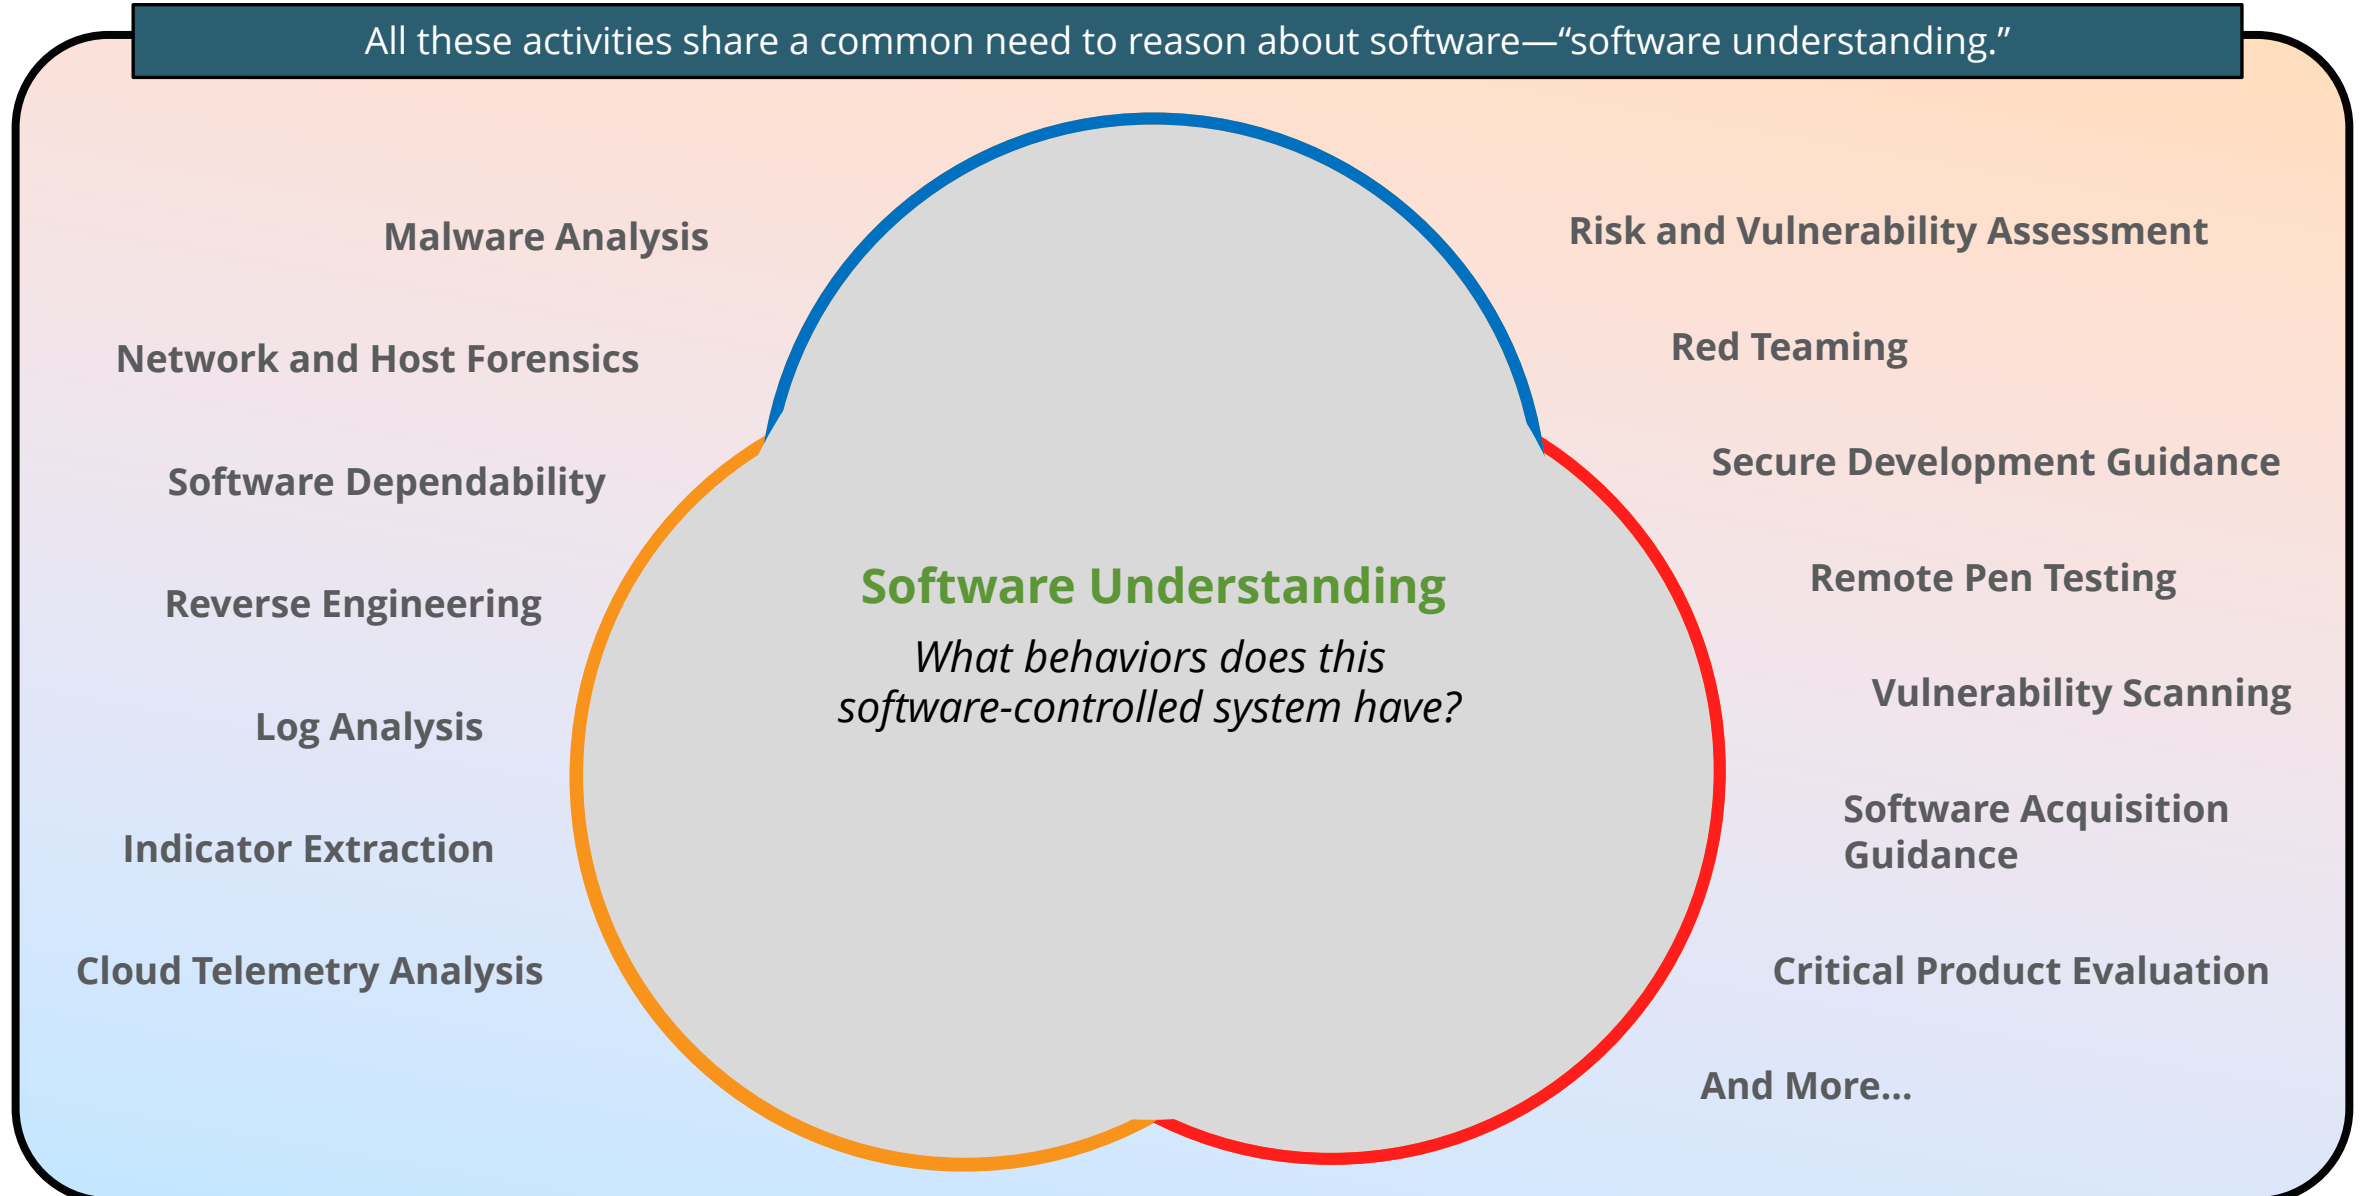 All these activities share a common need to reason about software—“software understanding.”
Malware Analysis
Network and Host Forensics
Software Dependability
Reverse Engineering
Log Analysis
Indicator Extraction
Cloud Telemetry Analysis
Software Understanding
What behaviors does this
software-controlled system have?
Risk and Vulnerability Assessment
Red Teaming
Secure Development Guidance
Remote Pen Testing
Vulnerability Scanning
Software Acquisition
Guidance
Critical Product Evaluation
And More...